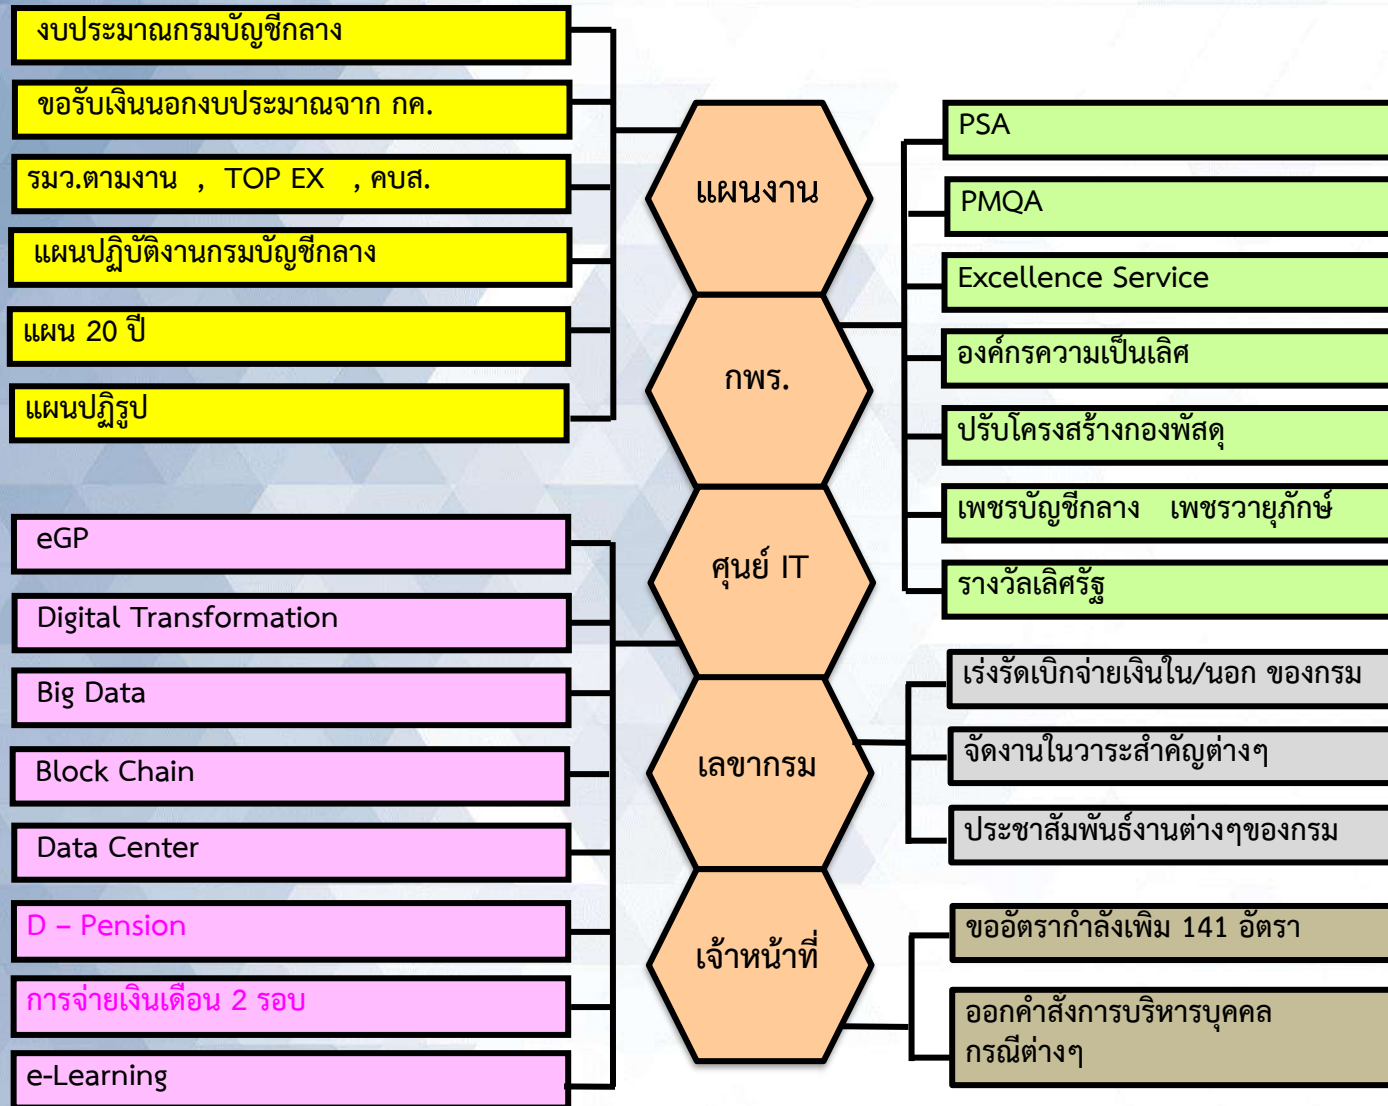 งบประมาณกรมบัญชีกลาง
ขอรับเงินนอกงบประมาณจาก กค.
รมว.ตามงาน , TOP EX , คบส.
แผนปฏิบัติงานกรมบัญชีกลาง
แผน 20 ปี
แผนปฏิรูป
แผนงาน
กพร.
ศูนย์ IT
เลขากรม
เจ้าหน้าที่
PSA
PMQA
Excellence Service
องค์กรความเป็นเลิศ
ปรับโครงสร้างกองพัสดุ
เพชรบัญชีกลาง เพชรวายุภักษ์
รางวัลเลิศรัฐ
eGP
Digital Transformation
Big Data
Block Chain
Data Center
D – Pension
การจ่ายเงินเดือน 2 รอบ
e-Learning
เร่งรัดเบิกจ่ายเงินใน/นอก ของกรม
จัดงานในวาระสำคัญต่างๆ
ประชาสัมพันธ์งานต่างๆของกรม
ขออัตรากำลังเพิ่ม 141 อัตรา
ออกคำสั่งการบริหารบุคคล
กรณีต่างๆ